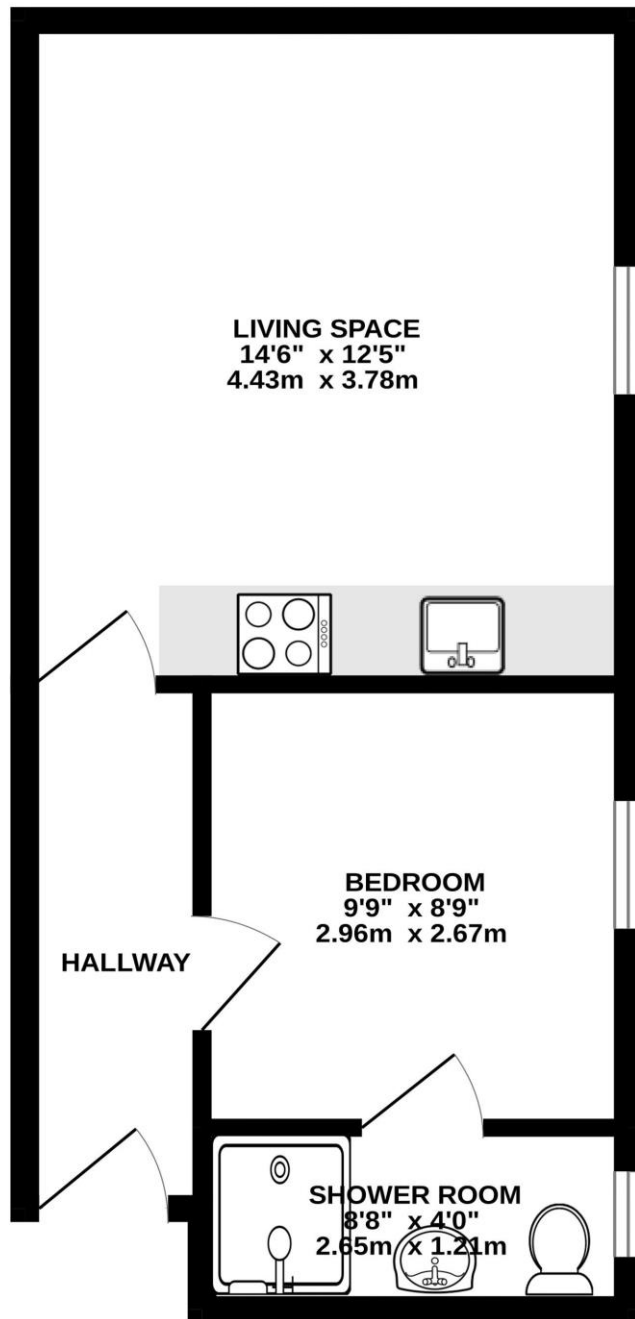 LIVING SPACE
14'6" x 12'5"
4.43m x 3.78m
BEDROOM
9'9" x 8'9"
2.96m x 2.67m
HALLWAY
SHOWER ROOM
8'8" x 4'0"
2.65m x 1.21m